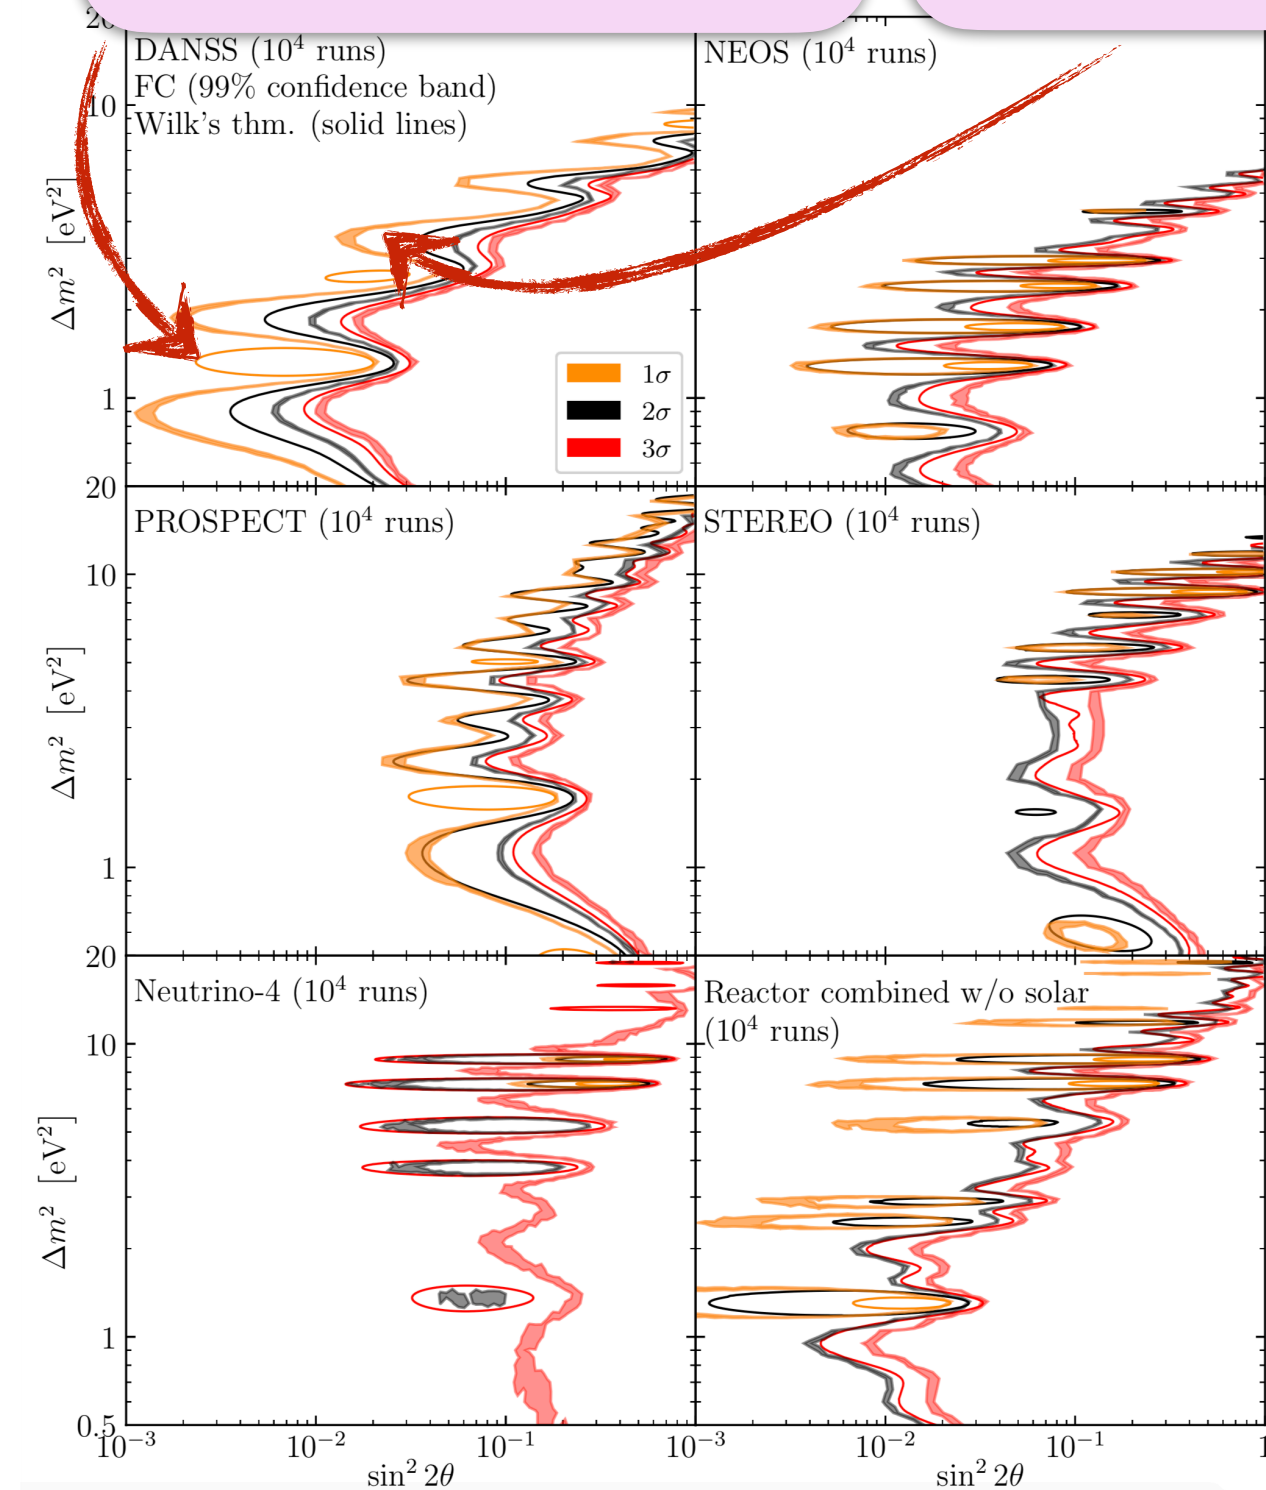 20
DANSS (10⁴ runs)
FC (99% confidence band)
Wilk's thm. (solid lines)
NEOS (10⁴ runs)
10
Δm² [eV²]
1σ
2σ
3σ
1
20
PROSPECT (10⁴ runs)
STEREO (10⁴ runs)
10
Δm² [eV²]
1
20
Neutrino-4 (10⁴ runs)
Reactor combined w/o solar
(10⁴ runs)
10
Δm² [eV²]
1
0.5
10⁻³ 10⁻² 10⁻¹ 10⁻³ 10⁻² 10⁻¹ 1
sin² 2θ sin² 2θ